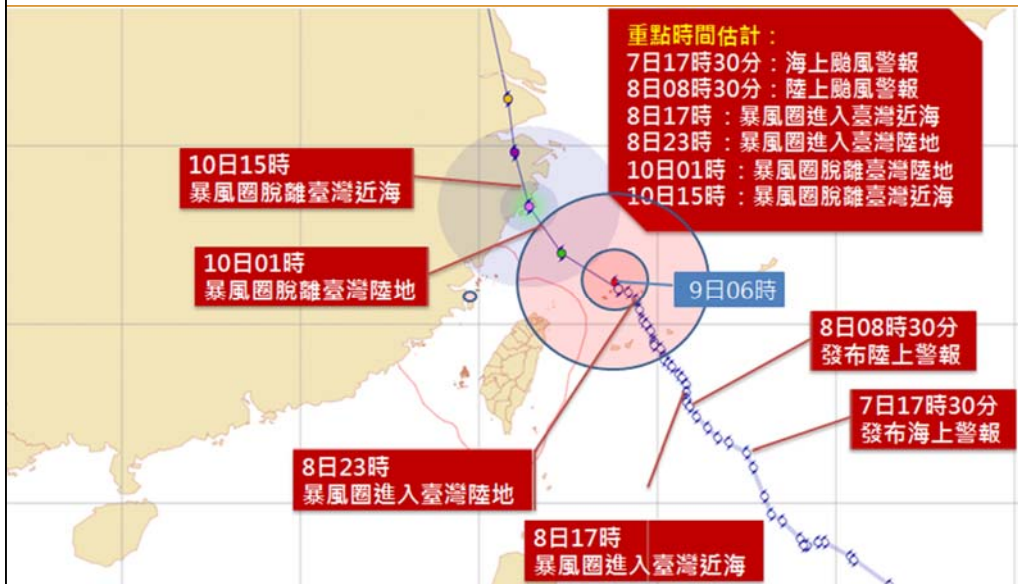 重點時間估計：
7日17時30分：海上颱風警報
8日08時30分：陸上颱風警報
8日17時 ：暴風圈進入臺灣近海
8日23時 ：暴風圈進入臺灣陸地
10日01時 ：暴風圈脫離臺灣陸地
10日15時 ：暴風圈脫離臺灣近海
10日15時
暴風圈脫離臺灣近海
10日01時
暴風圈脫離臺灣陸地
9日06時
8日08時30分
發布陸上警報
7日17時30分
發布海上警報
8日23時
暴風圈進入臺灣陸地
8日17時
暴風圈進入臺灣近海